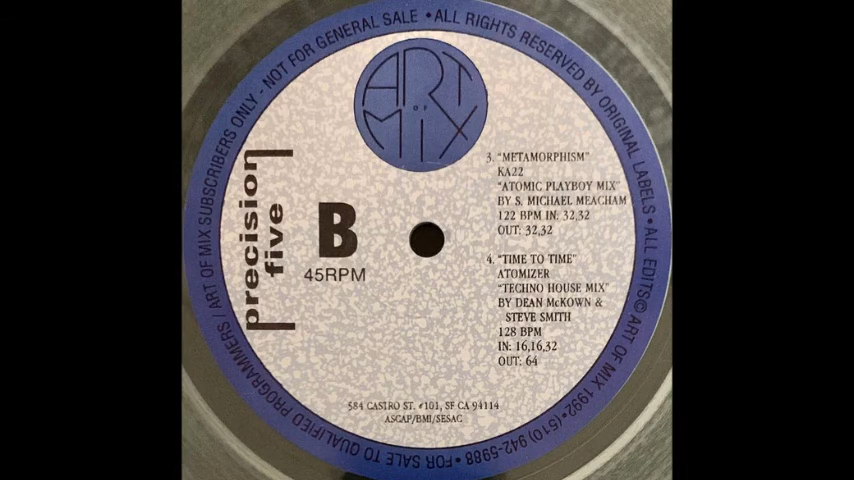 FOR SALE TO QUALIFIED PROGRAMMERS / ART OF MIX SUBSCRIBERS ONLY - NOT FOR GENERAL SALE • ALL RIGHTS RESERVED BY ORIGINAL LABELS • ALL EDITS© ART OF MIX 1992 • (510) 942-5988 •
ART
OF
MIX
precision
five
B
45RPM
3. "METAMORPHISM"
KA22
"ATOMIC PLAYBOY MIX"
BY S. MICHAEL MEACHAM
122 BPM IN: 32,32
OUT: 32,32
4. "TIME TO TIME"
ATOMIZER
"TECHNO HOUSE MIX"
BY DEAN McKOWN &
STEVE SMITH
128 BPM
IN: 16,16,32
OUT: 64
584 CASTRO ST. #101, SF CA 94114
ASCAP/BMI/SESAC